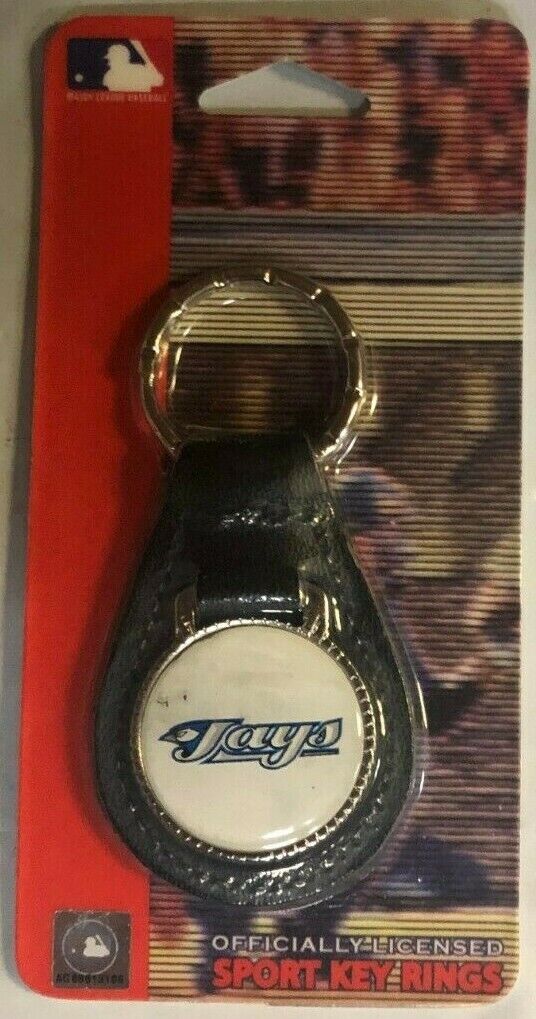 MAJOR LEAGUE BASEBALL
Jays
OFFICIALLY LICENSED
SPORT KEY RINGS